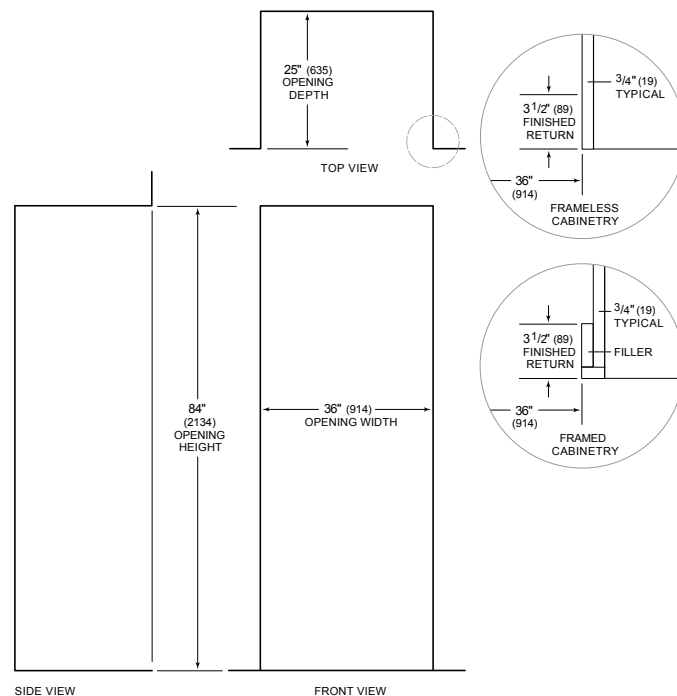 25" (635)
OPENING
DEPTH
TOP VIEW
3/4" (19)
TYPICAL
3 1/2" (89)
FINISHED
RETURN
36"
(914)
FRAMELESS
CABINETRY
3/4" (19)
TYPICAL
3 1/2" (89)
FINISHED
RETURN
FILLER
36"
(914)
FRAMED
CABINETRY
84"
(2134)
OPENING
HEIGHT
36" (914)
OPENING WIDTH
SIDE VIEW
FRONT VIEW